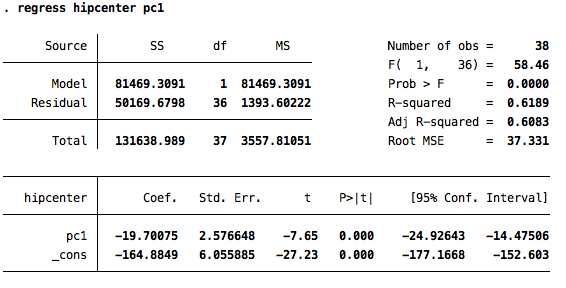 . regress hipcenter pc1
Source SS df MS Number of obs = 38
F( 1, 36) = 58.46
Model 81469.3091 1 81469.3091 Prob > F = 0.0000
Residual 50169.6798 36 1393.60222 R-squared = 0.6189
Adj R-squared = 0.6083
Total 131638.989 37 3557.81051 Root MSE = 37.331
hipcenter Coef. Std. Err. t P>|t| [95% Conf. Interval]
pc1 -19.70075 2.576648 -7.65 0.000 -24.92643 -14.47506
_cons -164.8849 6.055885 -27.23 0.000 -177.1668 -152.603